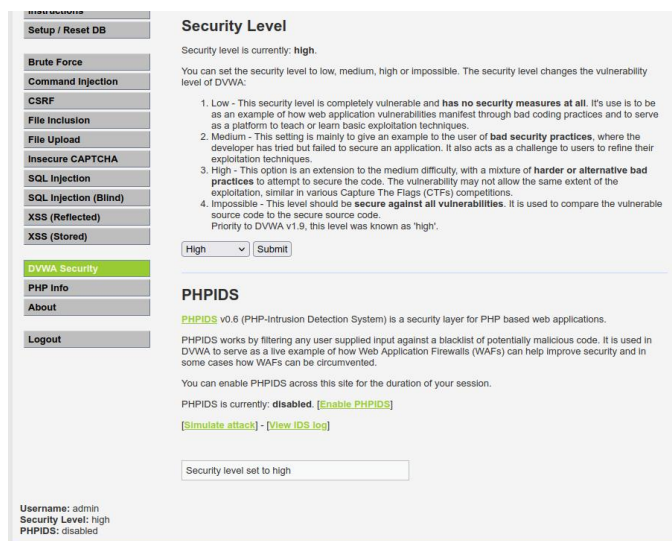 Instructions
Setup / Reset DB
Brute Force
Command Injection
CSRF
File Inclusion
File Upload
Insecure CAPTCHA
SQL Injection
SQL Injection (Blind)
XSS (Reflected)
XSS (Stored)
DVWA Security
PHP Info
About
Logout
Username: admin
Security Level: high
PHPIDS: disabled
Security Level
Security level is currently: high.
You can set the security level to low, medium, high or impossible. The security level changes the vulnerability
level of DVWA:
1. Low - This security level is completely vulnerable and has no security measures at all. It's use is to be
as an example of how web application vulnerabilities manifest through bad coding practices and to serve
as a platform to teach or learn basic exploitation techniques.
2. Medium - This setting is mainly to give an example to the user of bad security practices, where the
developer has tried but failed to secure an application. It also acts as a challenge to users to refine their
exploitation techniques.
3. High - This option is an extension to the medium difficulty, with a mixture of harder or alternative bad
practices to attempt to secure the code. The vulnerability may not allow the same extent of the
exploitation, similar in various Capture The Flags (CTFs) competitions.
4. Impossible - This level should be secure against all vulnerabilities. It is used to compare the vulnerable
source code to the secure source code.
Priority to DVWA v1.9, this level was known as 'high'.
High Submit
PHPIDS
PHPIDS v0.6 (PHP-Intrusion Detection System) is a security layer for PHP based web applications.
PHPIDS works by filtering any user supplied input against a blacklist of potentially malicious code. It is used in
DVWA to serve as a live example of how Web Application Firewalls (WAFs) can help improve security and in
some cases how WAFs can be circumvented.
You can enable PHPIDS across this site for the duration of your session.
PHPIDS is currently: disabled. [Enable PHPIDS]
[Simulate attack] - [View IDS log]
Security level set to high